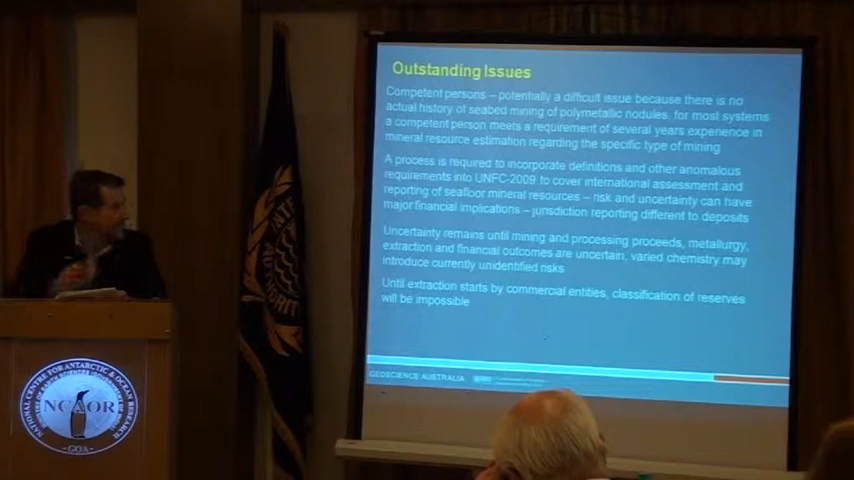 Outstanding Issues
Competent persons – potentially a difficult issue because there is no
actual history of seabed mining of polymetallic nodules, for most systems
a competent person meets a requirement of several years experience in
mineral resource estimation regarding the specific type of mining
A process is required to incorporate definitions and other anomalous
requirements into UNFC-2009 to cover international assessment and
reporting of seafloor mineral resources – risk and uncertainty can have
major financial implications – jurisdiction reporting different to deposits
Uncertainty remains until mining and processing proceeds, metallurgy,
extraction and financial outcomes are uncertain, varied chemistry may
introduce currently unidentified risks
Until extraction starts by commercial entities, classification of reserves
will be impossible
GEOSCIENCE AUSTRALIA
NATIONAL CENTRE FOR ANTARCTIC & OCEAN RESEARCH
NCAOR
GOA